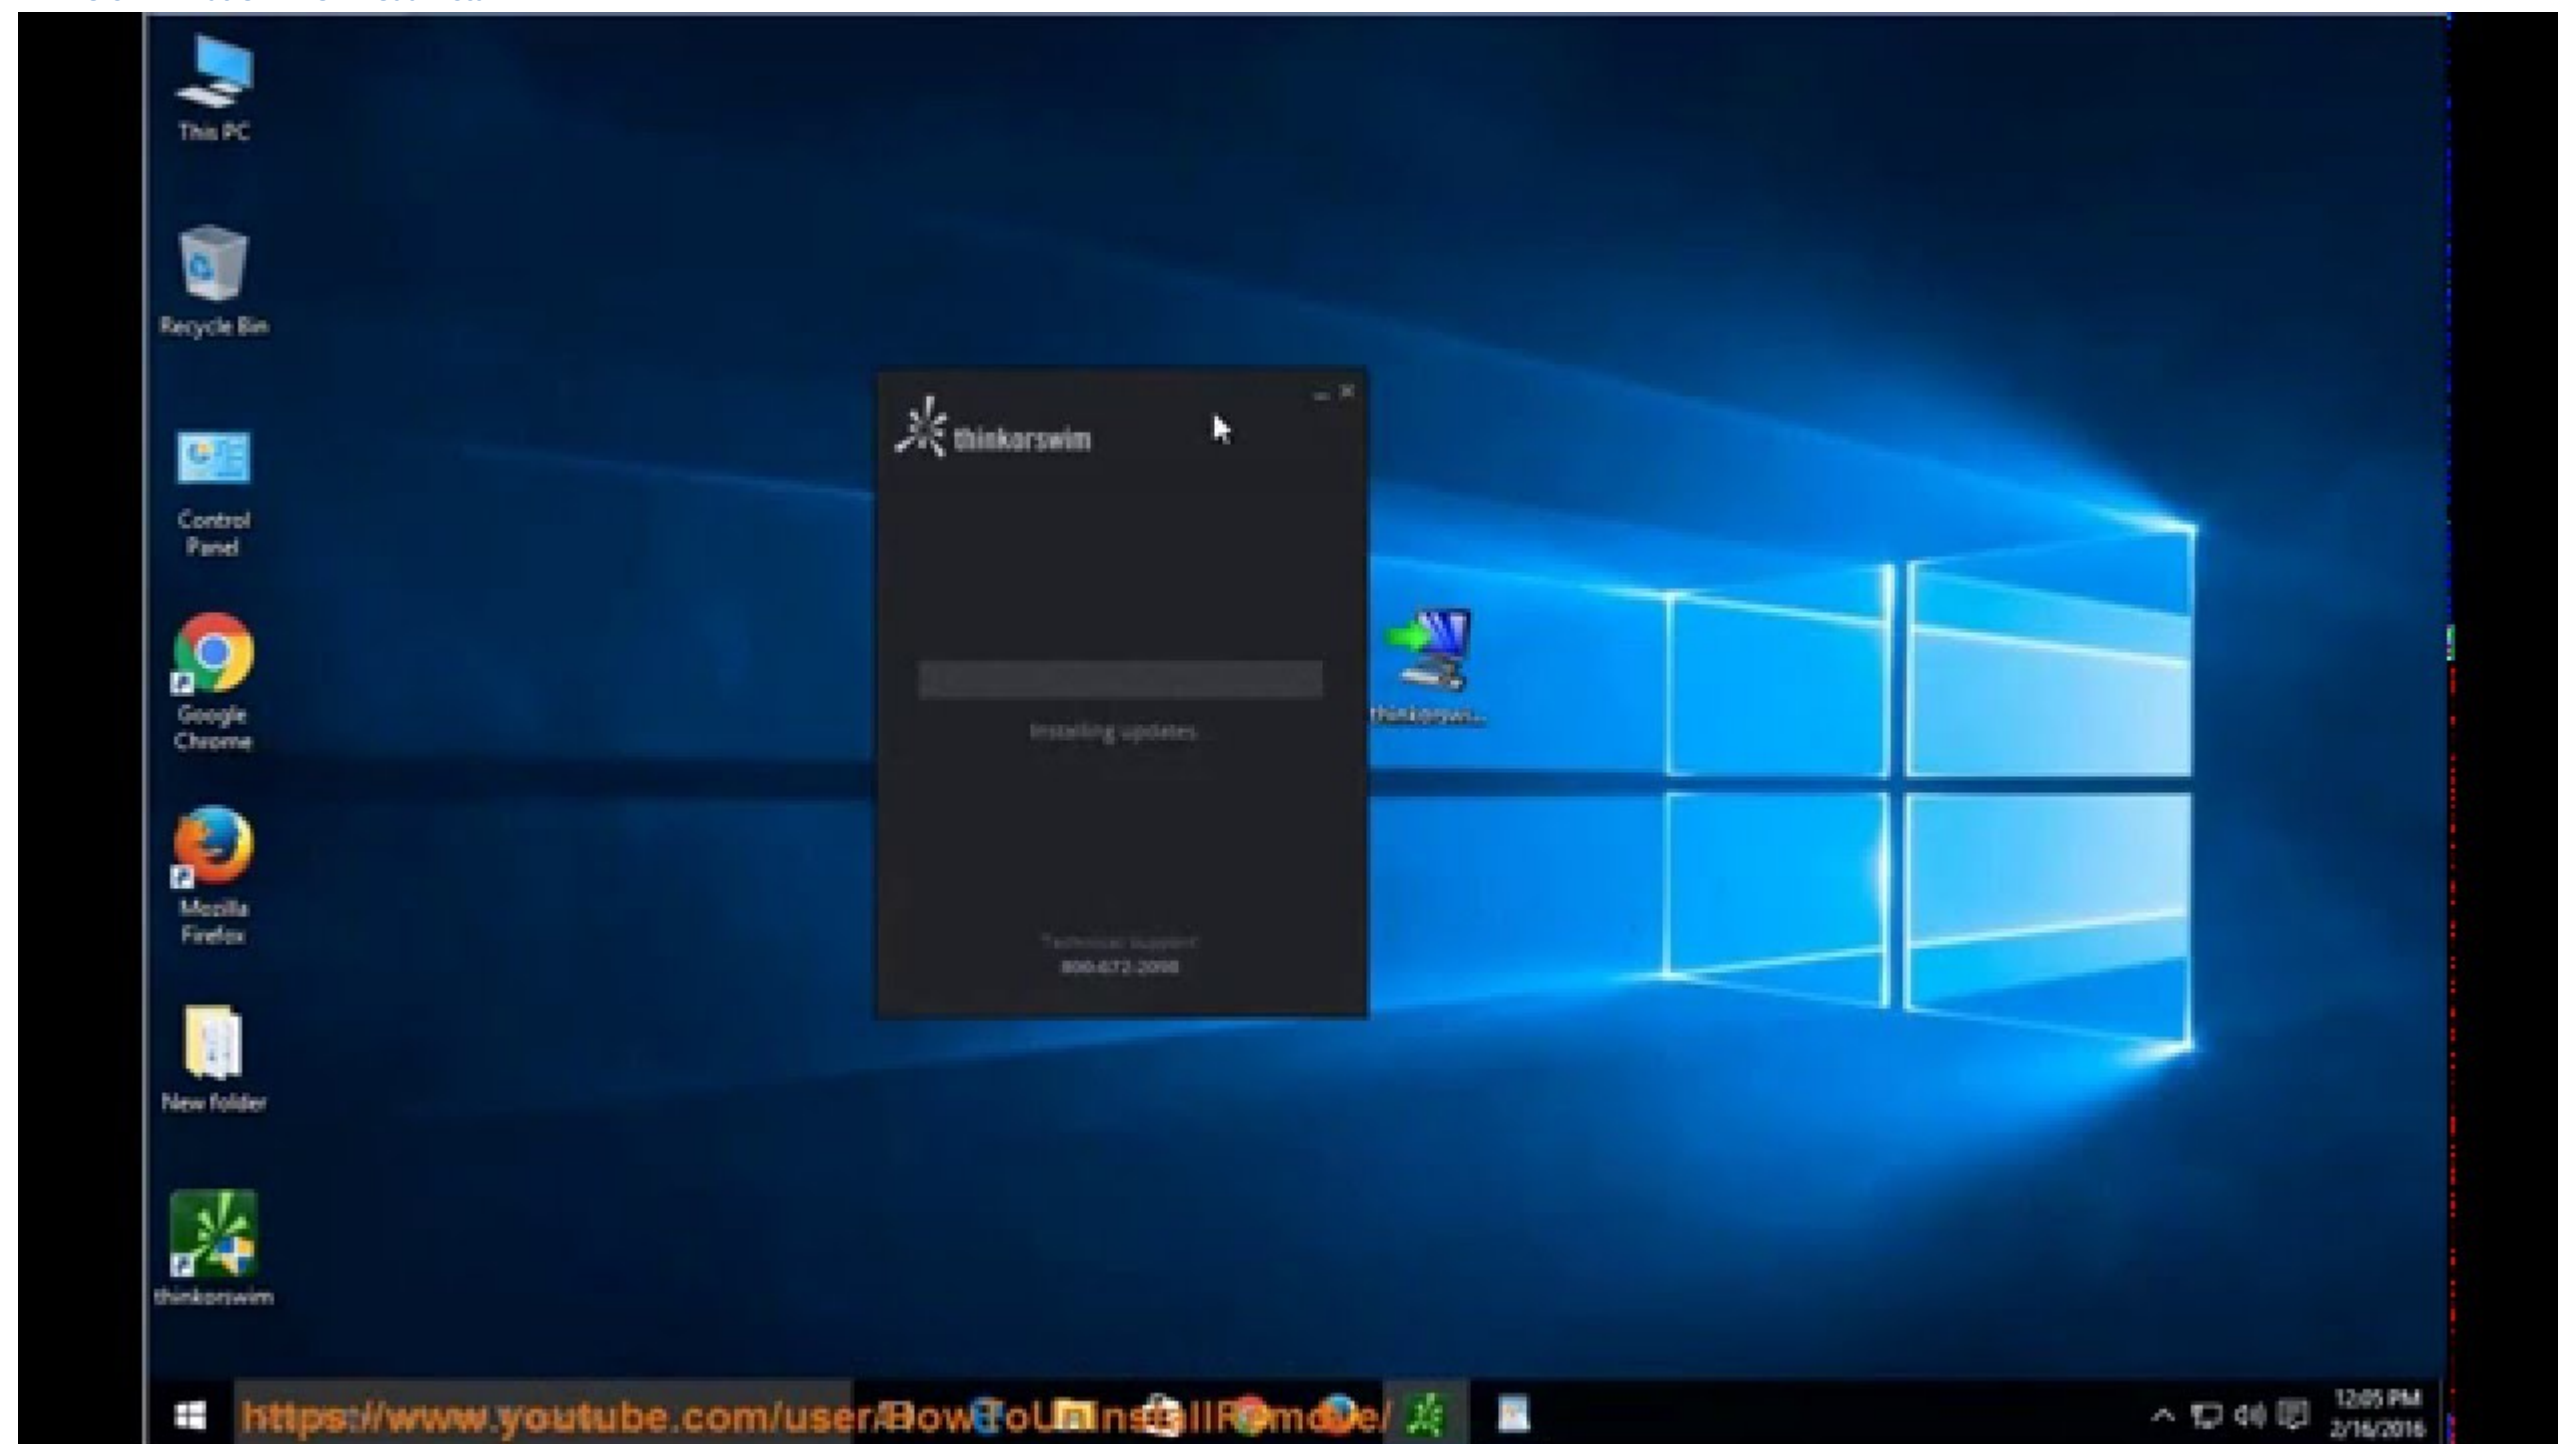 This PC
Recycle Bin
Control
Panel
Google
Chrome
Mozilla
Firefox
New folder
thinkorswim
thinkorswim
Installing updates...
Technical support
800-672-2098
thinkorswi...
https://www.youtube.com/user/HowToUninstallRemove/
12:05 PM
2/16/2016